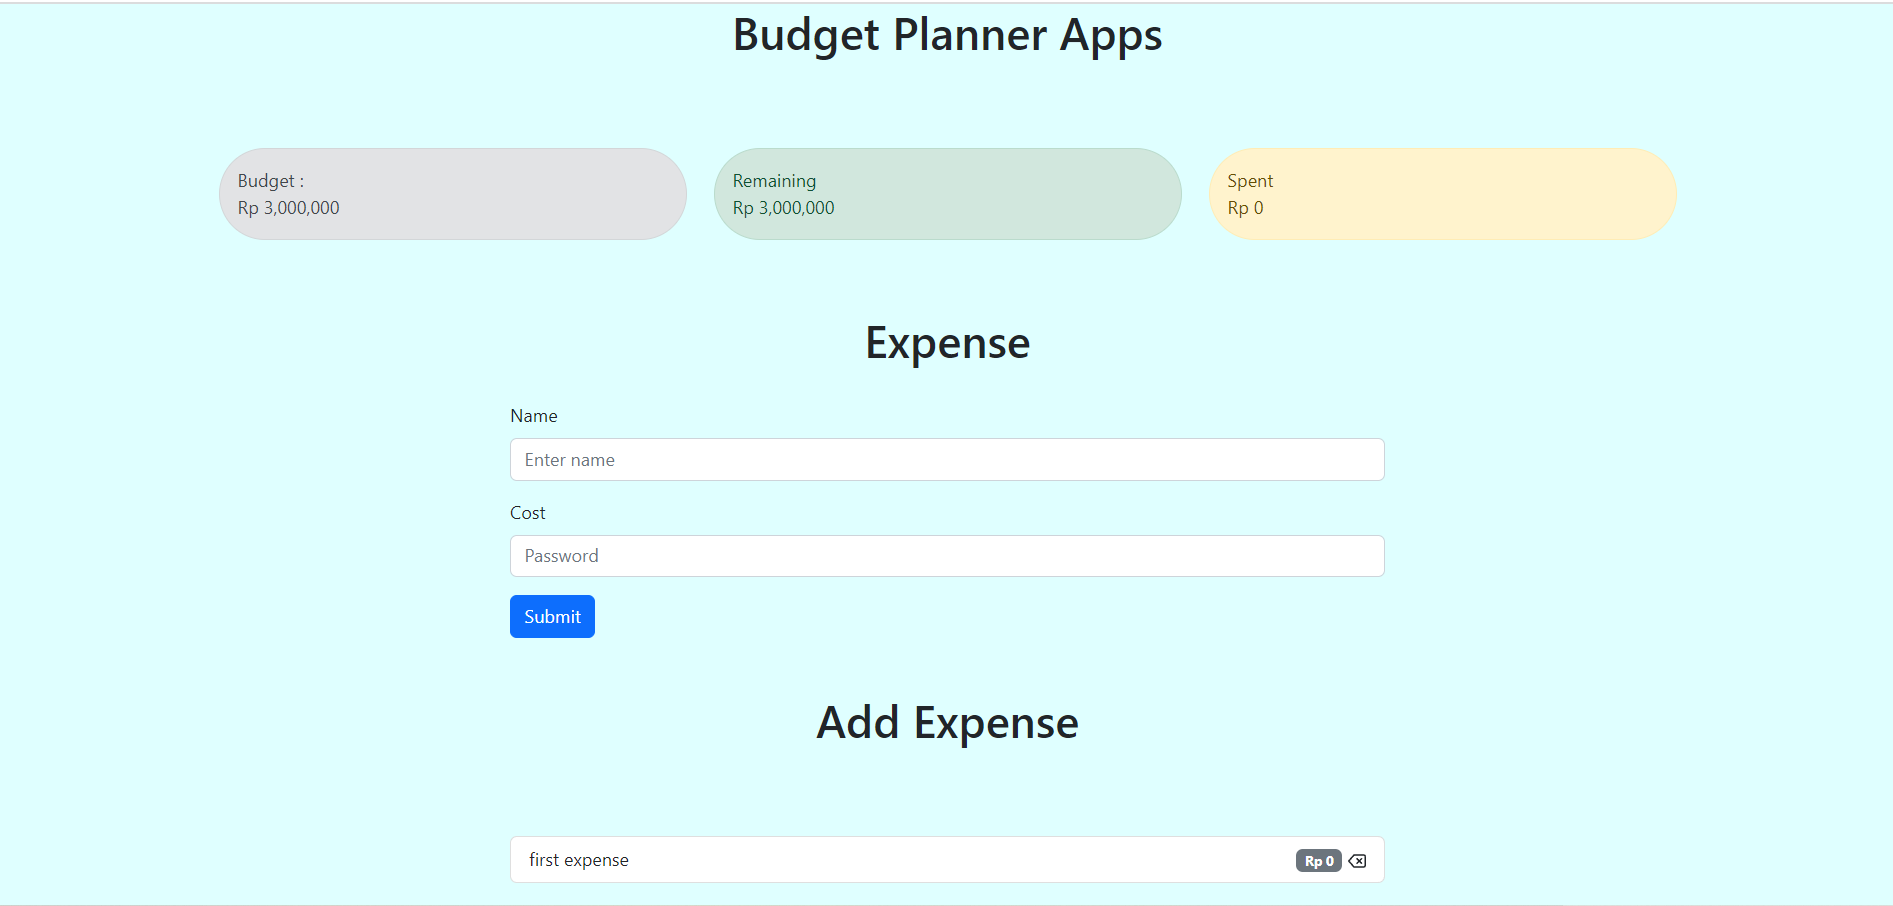 Budget Planner Apps
Budget :
Rp 3,000,000
Remaining
Rp 3,000,000
Spent
Rp 0
Expense
Name
Enter name
Cost
Password
Submit
Add Expense
first expense Rp 0